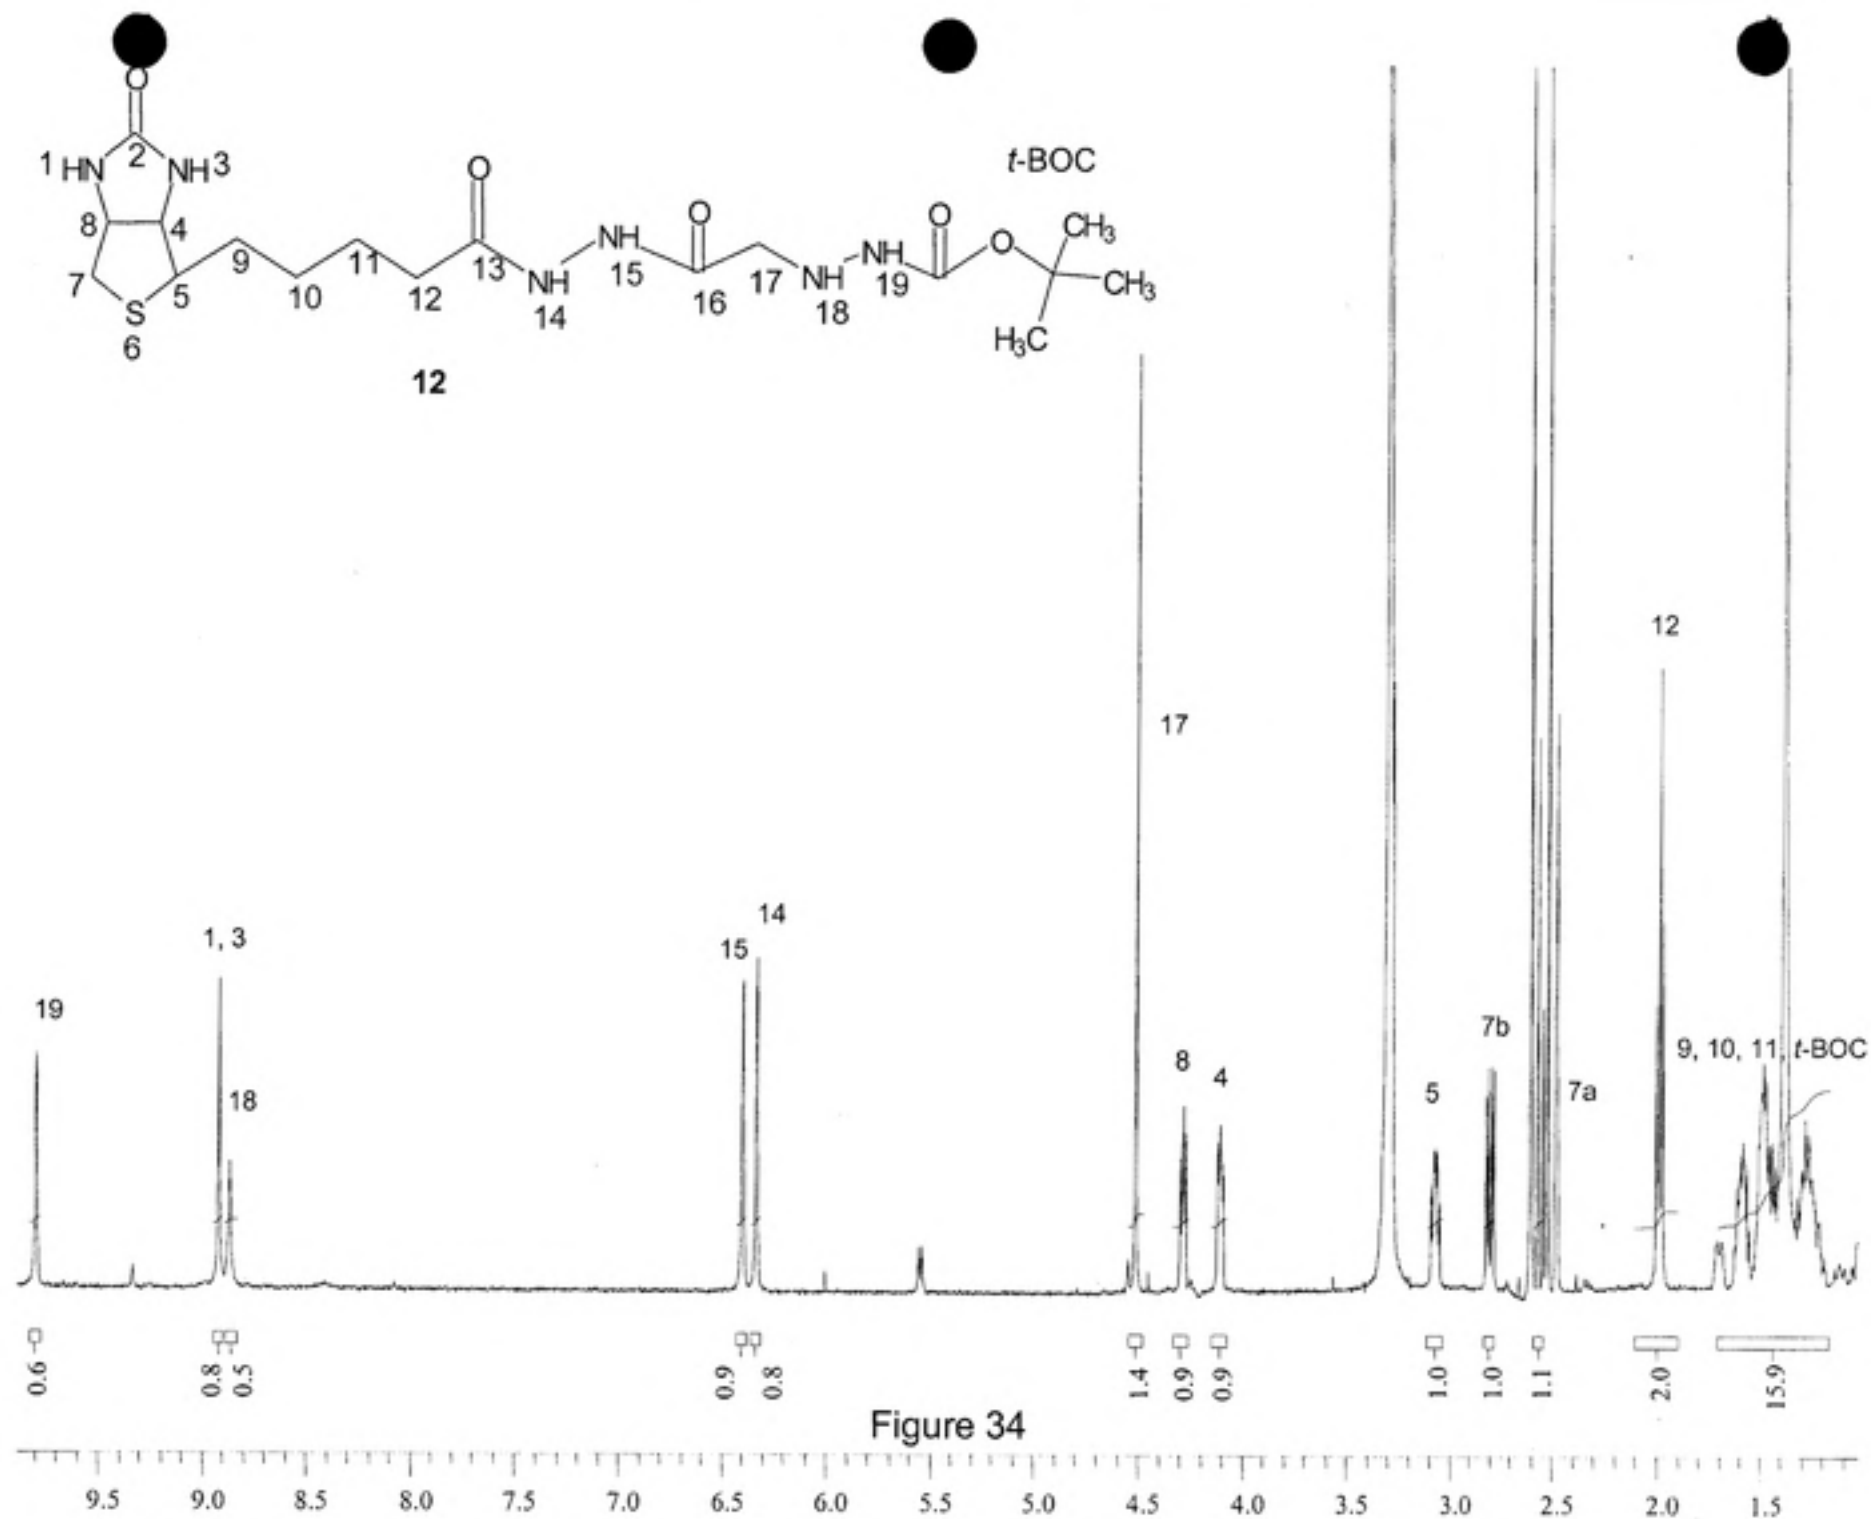 O
1 HN 2 NH 3
8 4
7 S 5
6
9 10 11 12
O
13
NH
14
NH
15
O
16
17
NH
18
NH
19
O
O
t-BOC
CH₃
CH₃
H₃C
12
19
1, 3
18
15
14
17
8
4
5
7b
7a
12
9, 10, 11, t-BOC
0.6 0.8 0.5 0.9 0.8 1.4 0.9 0.9 1.0 1.0 1.1 2.0 15.9
Figure 34
9.5 9.0 8.5 8.0 7.5 7.0 6.5 6.0 5.5 5.0 4.5 4.0 3.5 3.0 2.5 2.0 1.5